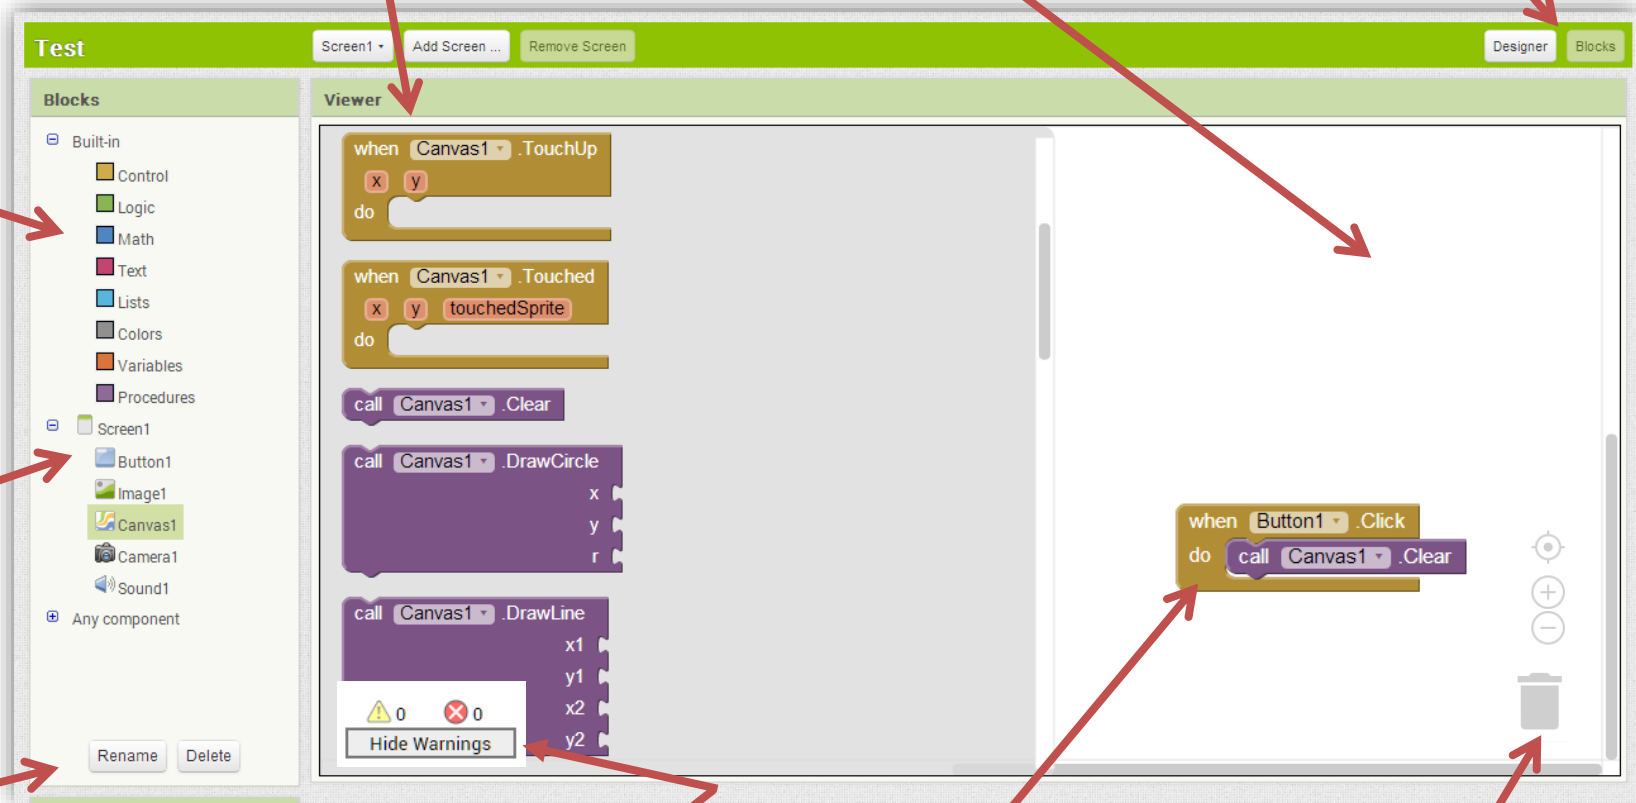 Test
Screen1
Add Screen ...
Remove Screen
Designer
Blocks
Blocks
Built-in
Control
Logic
Math
Text
Lists
Colors
Variables
Procedures
Screen1
Button1
Image1
Canvas1
Camera1
Sound1
Any component
Rename
Delete
Viewer
when Canvas1 .TouchUp
x y
do
when Canvas1 .Touched
x y touchedSprite
do
call Canvas1 .Clear
call Canvas1 .DrawCircle
x
y
r
call Canvas1 .DrawLine
x1
y1
x2
y2
0 0
Hide Warnings
when Button1 .Click
do call Canvas1 .Clear